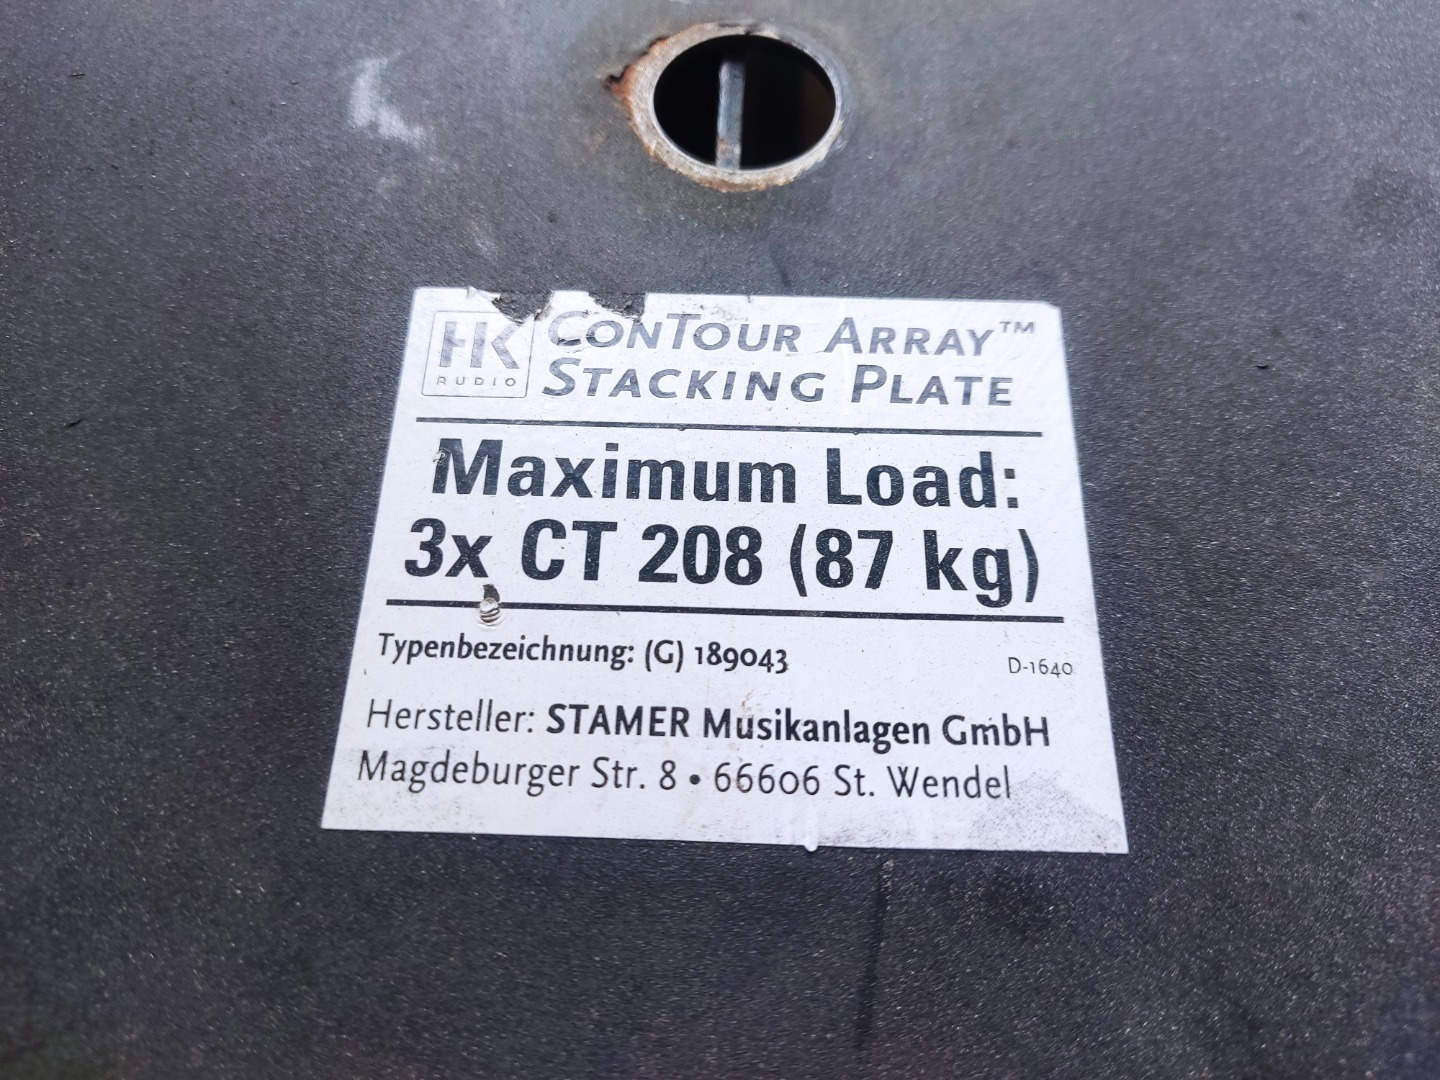 HK
AUDIO
ConTour Array™
Stacking Plate
Maximum Load:
3x CT 208 (87 kg)
Typenbezeichnung: (G) 189043
D-1640
Hersteller: STAMER Musikanlagen GmbH
Magdeburger Str. 8 • 66606 St. Wendel